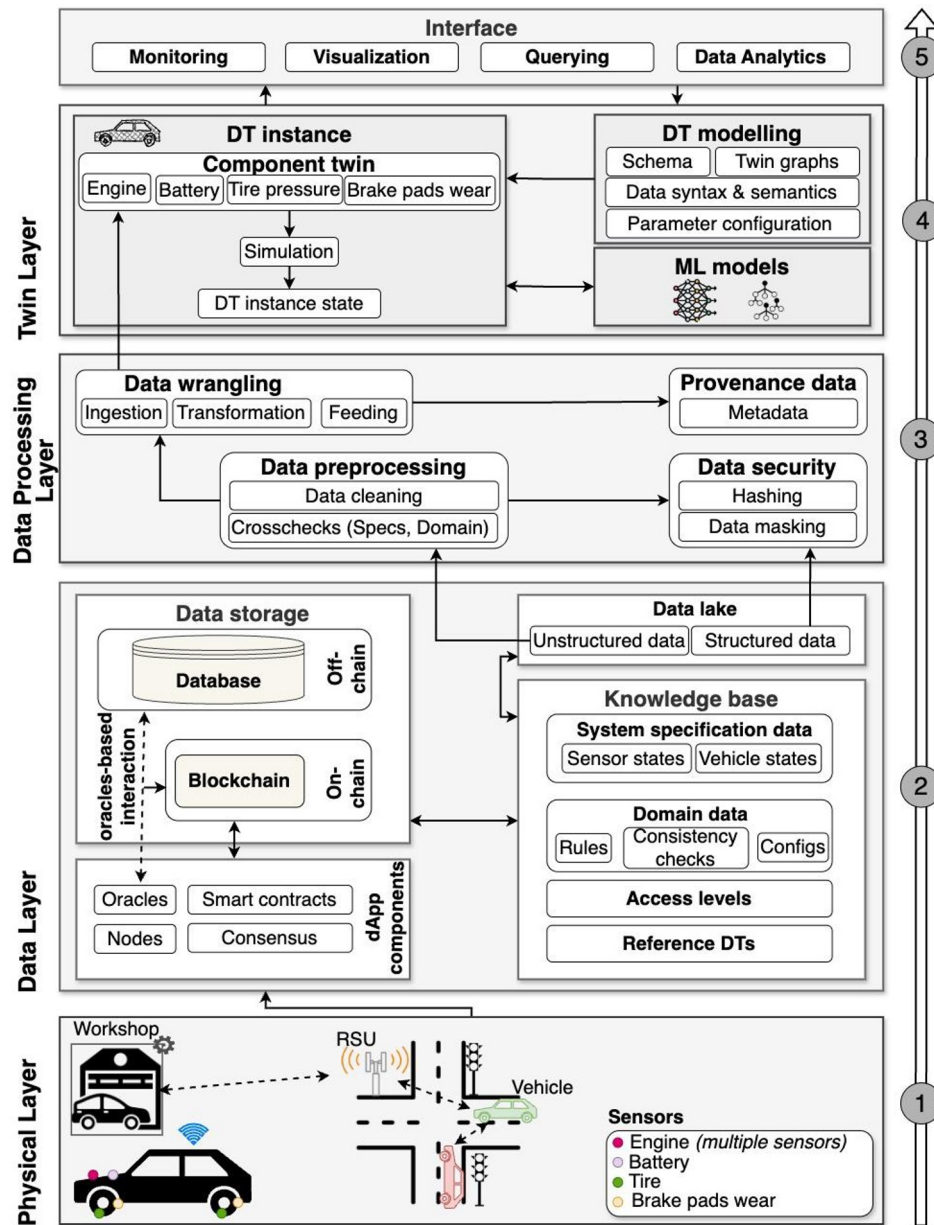 Interface
Monitoring
Visualization
Querying
Data Analytics
5
Twin Layer
DT instance
Component twin
Engine
Battery
Tire pressure
Brake pads wear
Simulation
DT instance state
DT modelling
Schema
Twin graphs
Data syntax & semantics
Parameter configuration
ML models
4
Data Processing
Layer
Data wrangling
Ingestion
Transformation
Feeding
Provenance data
Metadata
Data preprocessing
Data cleaning
Crosschecks (Specs, Domain)
Data security
Hashing
Data masking
3
Data Layer
Data storage
Database
Off-
chain
oracles-based
interaction
Blockchain
On-
chain
Oracles
Smart contracts
Nodes
Consensus
dApp
components
Data lake
Unstructured data
Structured data
Knowledge base
System specification data
Sensor states
Vehicle states
Domain data
Rules
Consistency
checks
Configs
Access levels
Reference DTs
2
Physical Layer
Workshop
RSU
Vehicle
Sensors
Engine (multiple sensors)
Battery
Tire
Brake pads wear
1